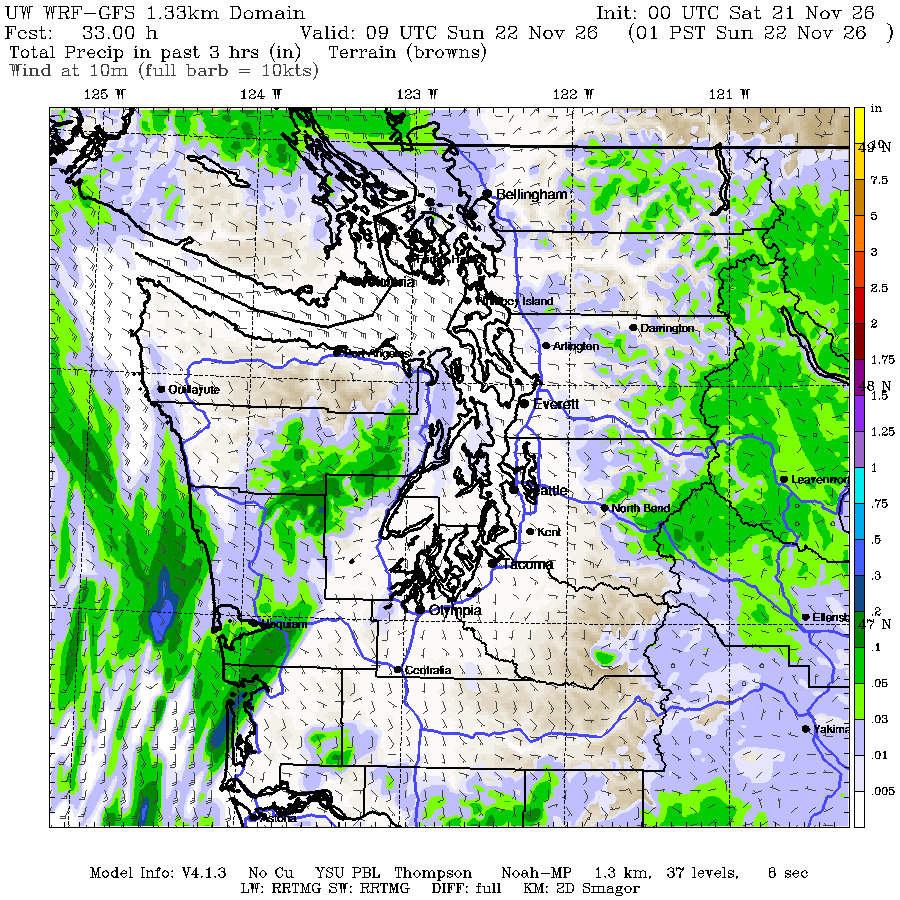 UW WRF-GFS 1.33km Domain Init: 00 UTC Sat 21 Nov 26
Fcst: 33.00 h Valid: 09 UTC Sun 22 Nov 26 (01 PST Sun 22 Nov 26 )
Total Precip in past 3 hrs (in) Terrain (browns)
Wind at 10m (full barb = 10kts)
125 W 124 W 123 W 122 W 121 W
in
10
7.5
5
3
2.5
2
1.75
48 N
1.5
1.25
1
.75
.5
.3
.2
47 N
.1
.05
.03
.01
.005
Bellingham
Victoria
Whidbey Island
Darrington
Arlington
Port Angeles
Quillayute
Everett
Leavenwor
Seattle
North Bend
Kent
Tacoma
Olympia
Ellensb
Hoquiam
Centralia
Yakima
Astoria
Model Info: V4.1.3 No Cu YSU PBL Thompson Noah-MP 1.3 km, 37 levels, 8 sec
LW: RRTMG SW: RRTMG DIFF: full KM: 2D Smagor